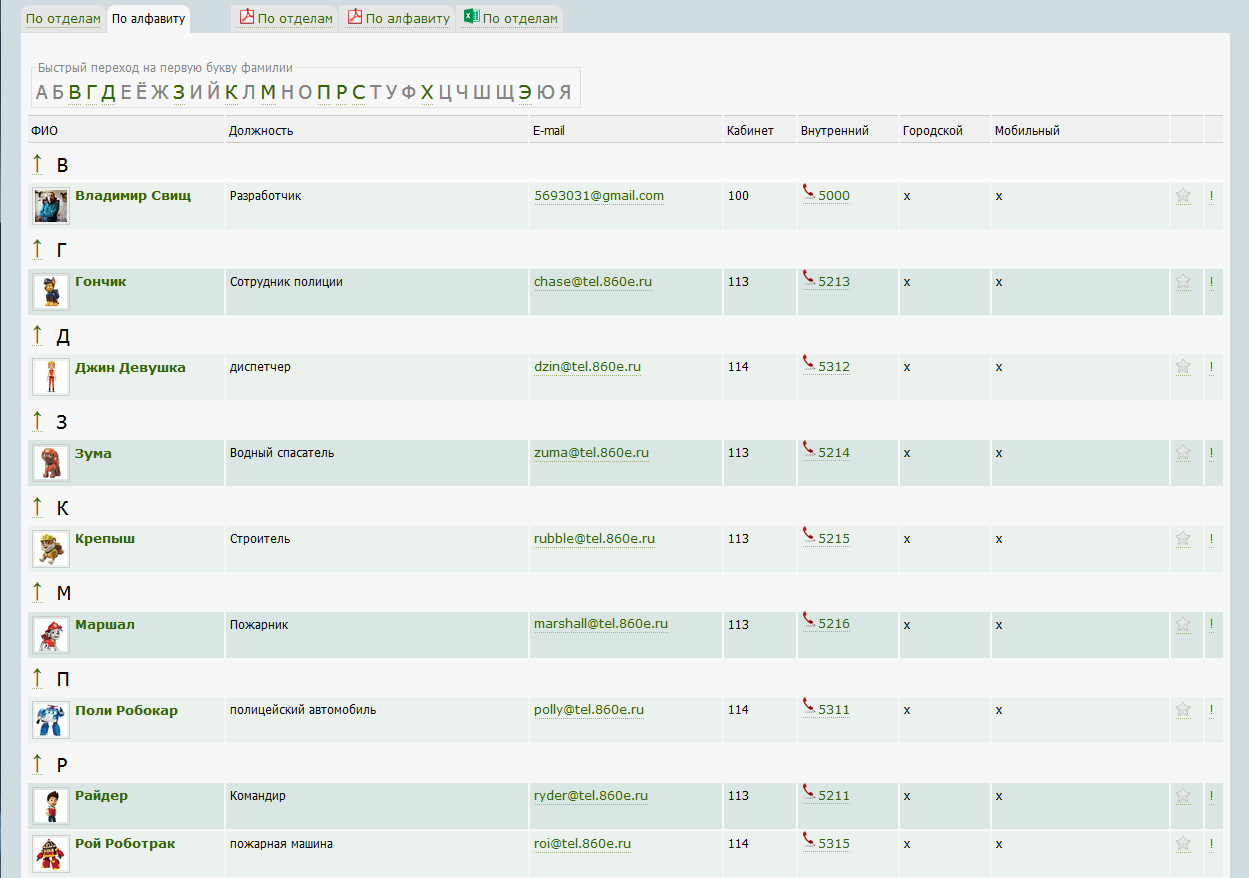 По отделам По алфавиту По отделам По алфавиту По отделам
Быстрый переход на первую букву фамилии
А Б В Г Д Е Ё Ж З И Й К Л М Н О П Р С Т У Ф Х Ц Ч Ш Щ Э Ю Я
ФИО Должность E-mail Кабинет Внутренний Городской Мобильный
↑ В
Владимир Свищ Разработчик 5693031@gmail.com 100 5000 x x !
↑ Г
Гончик Сотрудник полиции chase@tel.860e.ru 113 5213 x x !
↑ Д
Джин Девушка диспетчер dzin@tel.860e.ru 114 5312 x x !
↑ З
Зума Водный спасатель zuma@tel.860e.ru 113 5214 x x !
↑ К
Крепыш Строитель rubble@tel.860e.ru 113 5215 x x !
↑ М
Маршал Пожарник marshall@tel.860e.ru 113 5216 x x !
↑ П
Поли Робокар полицейский автомобиль polly@tel.860e.ru 114 5311 x x !
↑ Р
Райдер Командир ryder@tel.860e.ru 113 5211 x x !
Рой Роботрак пожарная машина roi@tel.860e.ru 114 5315 x x !